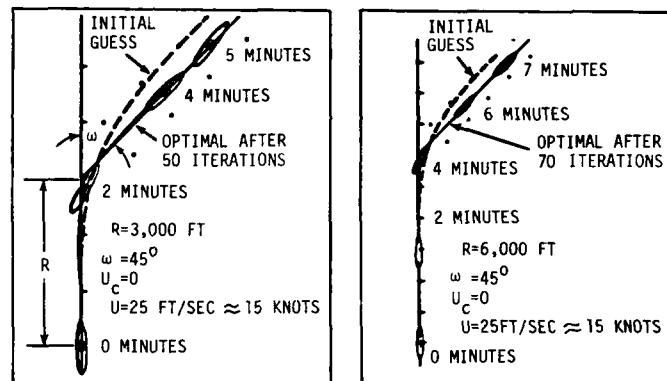 INITIAL
GUESS
5 MINUTES
4 MINUTES
ω
OPTIMAL AFTER
50 ITERATIONS
2 MINUTES
R=3,000 FT
R
ω =45°
U_c=0
U=25 FT/SEC ≈ 15 KNOTS
0 MINUTES
INITIAL
GUESS
7 MINUTES
6 MINUTES
OPTIMAL AFTER
70 ITERATIONS
4 MINUTES
2 MINUTES
R=6,000 FT
ω =45°
U_c=0
U=25FT/SEC ≈ 15 KNOTS
0 MINUTES